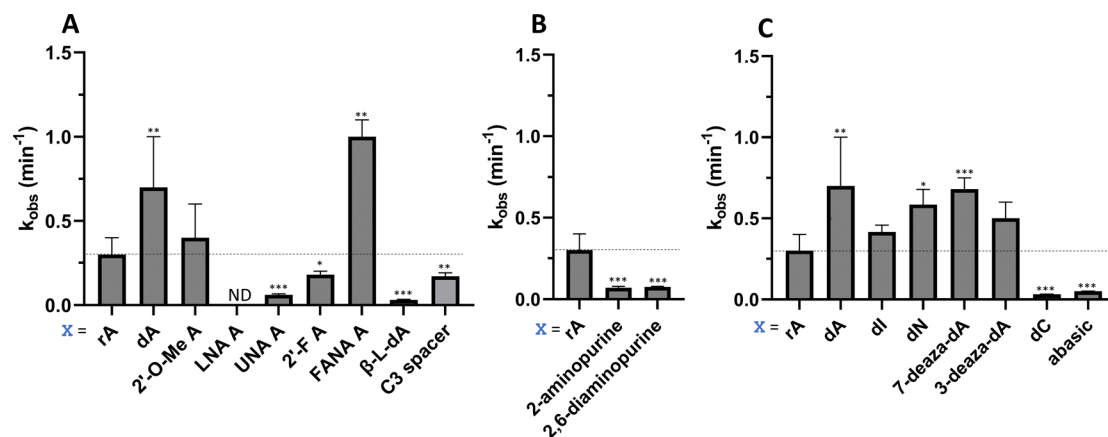 A
k_obs (min⁻¹)
1.5
1.0
0.5
0.0
**
ND
***
*
**
***
**
X =
rA
dA
2'-O-Me A
LNA A
UNA A
2'-F A
FANA A
β-L-dA
C3 spacer
B
k_obs (min⁻¹)
1.5
1.0
0.5
0.0
***
***
X =
rA
2-aminopurine
2,6-diaminopurine
C
k_obs (min⁻¹)
1.5
1.0
0.5
0.0
**
*
***
***
***
X =
rA
dA
dI
dN
7-deaza-dA
3-deaza-dA
dC
abasic